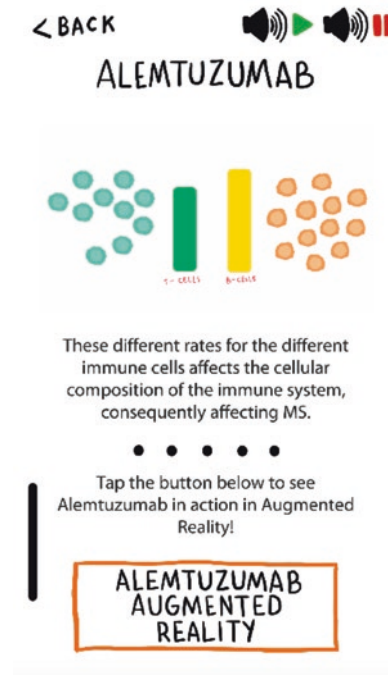 < BACK
ALEMTUZUMAB
T-CELLS
B-CELLS
These different rates for the different
immune cells affects the cellular
composition of the immune system,
consequently affecting MS.
Tap the button below to see
Alemtuzumab in action in Augmented
Reality!
ALEMTUZUMAB
AUGMENTED
REALITY